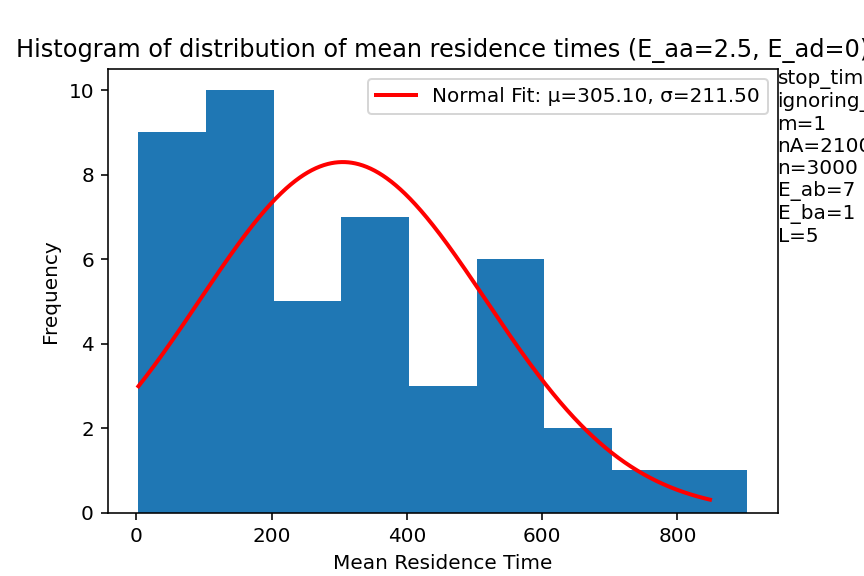 Histogram of distribution of mean residence times (E_aa=2.5, E_ad=0)
Normal Fit: μ=305.10, σ=211.50
stop_tim
ignoring_
m=1
nA=2100
n=3000
E_ab=7
E_ba=1
L=5
Frequency
10
8
6
4
2
0
0 200 400 600 800
Mean Residence Time